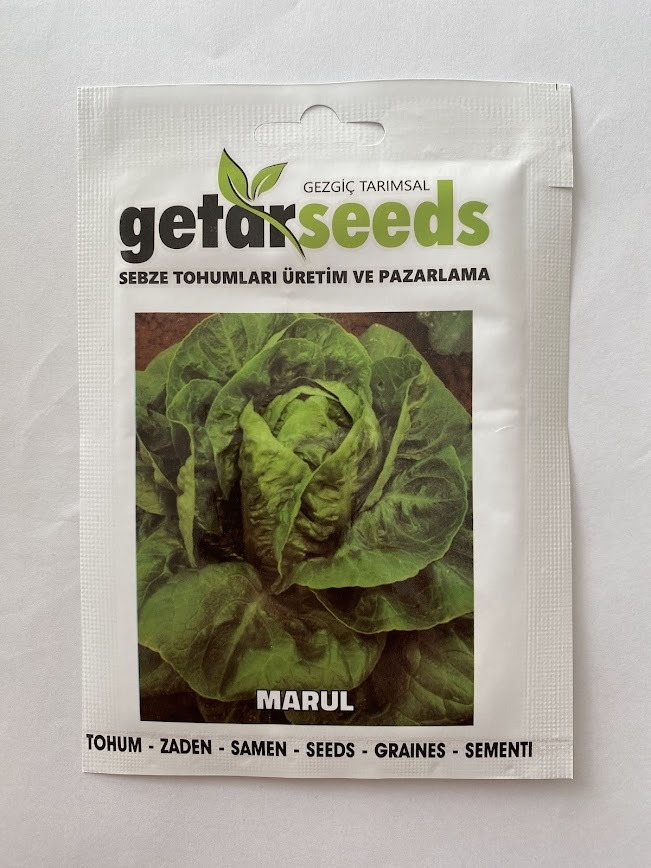 GEZGİÇ TARIMSAL
getarseeds
SEBZE TOHUMLARI ÜRETİM VE PAZARLAMA
MARUL
TOHUM - ZADEN - SAMEN - SEEDS - GRAINES - SEMENTI